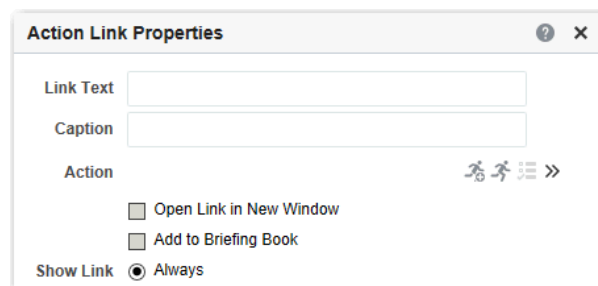 Action Link Properties
Link Text
Caption
Action
Open Link in New Window
Add to Briefing Book
Show Link Always